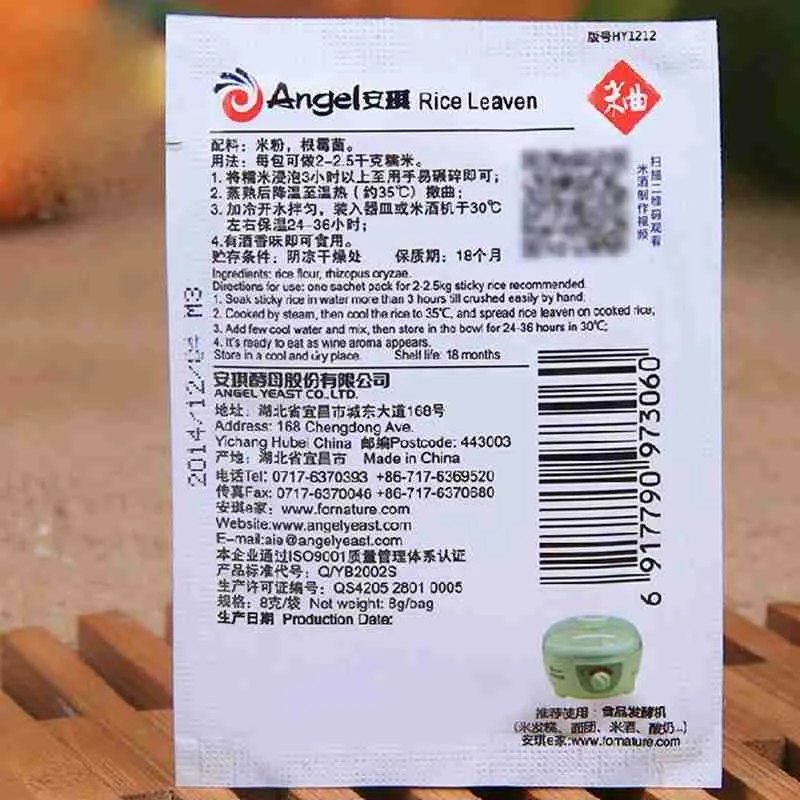 版号HY1212
Angel安琪 Rice Leaven
米曲
配料：米粉，根霉菌。
用法：每包可做2-2.5千克糯米。
1. 将糯米浸泡3小时以上至用手易碾碎即可；
2. 蒸熟后降温至温热（约35℃）撒曲；
3. 加冷开水拌匀，装入器皿或米酒机于30℃
左右保温24-36小时；
4. 有酒香味即可食用。
贮存条件：阴凉干燥处 保质期：18个月
扫描二维码观看
米酒制作视频
Ingredients: rice flour, rhizopus oryzae.
Directions for use: one sachet pack for 2-2.5kg sticky rice recommended.
1. Soak sticky rice in water more than 3 hours till crushed easily by hand;
2. Cooked by steam, then cool the rice to 35℃, and spread rice leaven on cooked rice;
3. Add few cool water and mix, then store in the bowl for 24-36 hours in 30℃;
4. It's ready to eat as wine aroma appears.
Store in a cool and dry place. Shelf life: 18 months
安琪酵母股份有限公司
ANGEL YEAST CO.,LTD.
地址：湖北省宜昌市城东大道168号
Address: 168 Chengdong Ave.
Yichang Hubei China 邮编Postcode: 443003
产地：湖北省宜昌市 Made in China
电话Tel: 0717-6370393 +86-717-6369520
传真Fax: 0717-6370046 +86-717-6370680
安琪e家：www.fornature.com
Website:www.angelyeast.com
E-mail:aie@angelyeast.com
本企业通过ISO9001质量管理体系认证
产品标准代号：Q/YB2002S
生产许可证编号：QS4205 2801 0005
规格：8克/袋 Net weight: 8g/bag
生产日期 Production Date:
2014/12/04 M3
6 917790 973060
推荐使用：食品发酵机
(米发糕、面团、米酒、酸奶...)
安琪e家:www.fornature.com